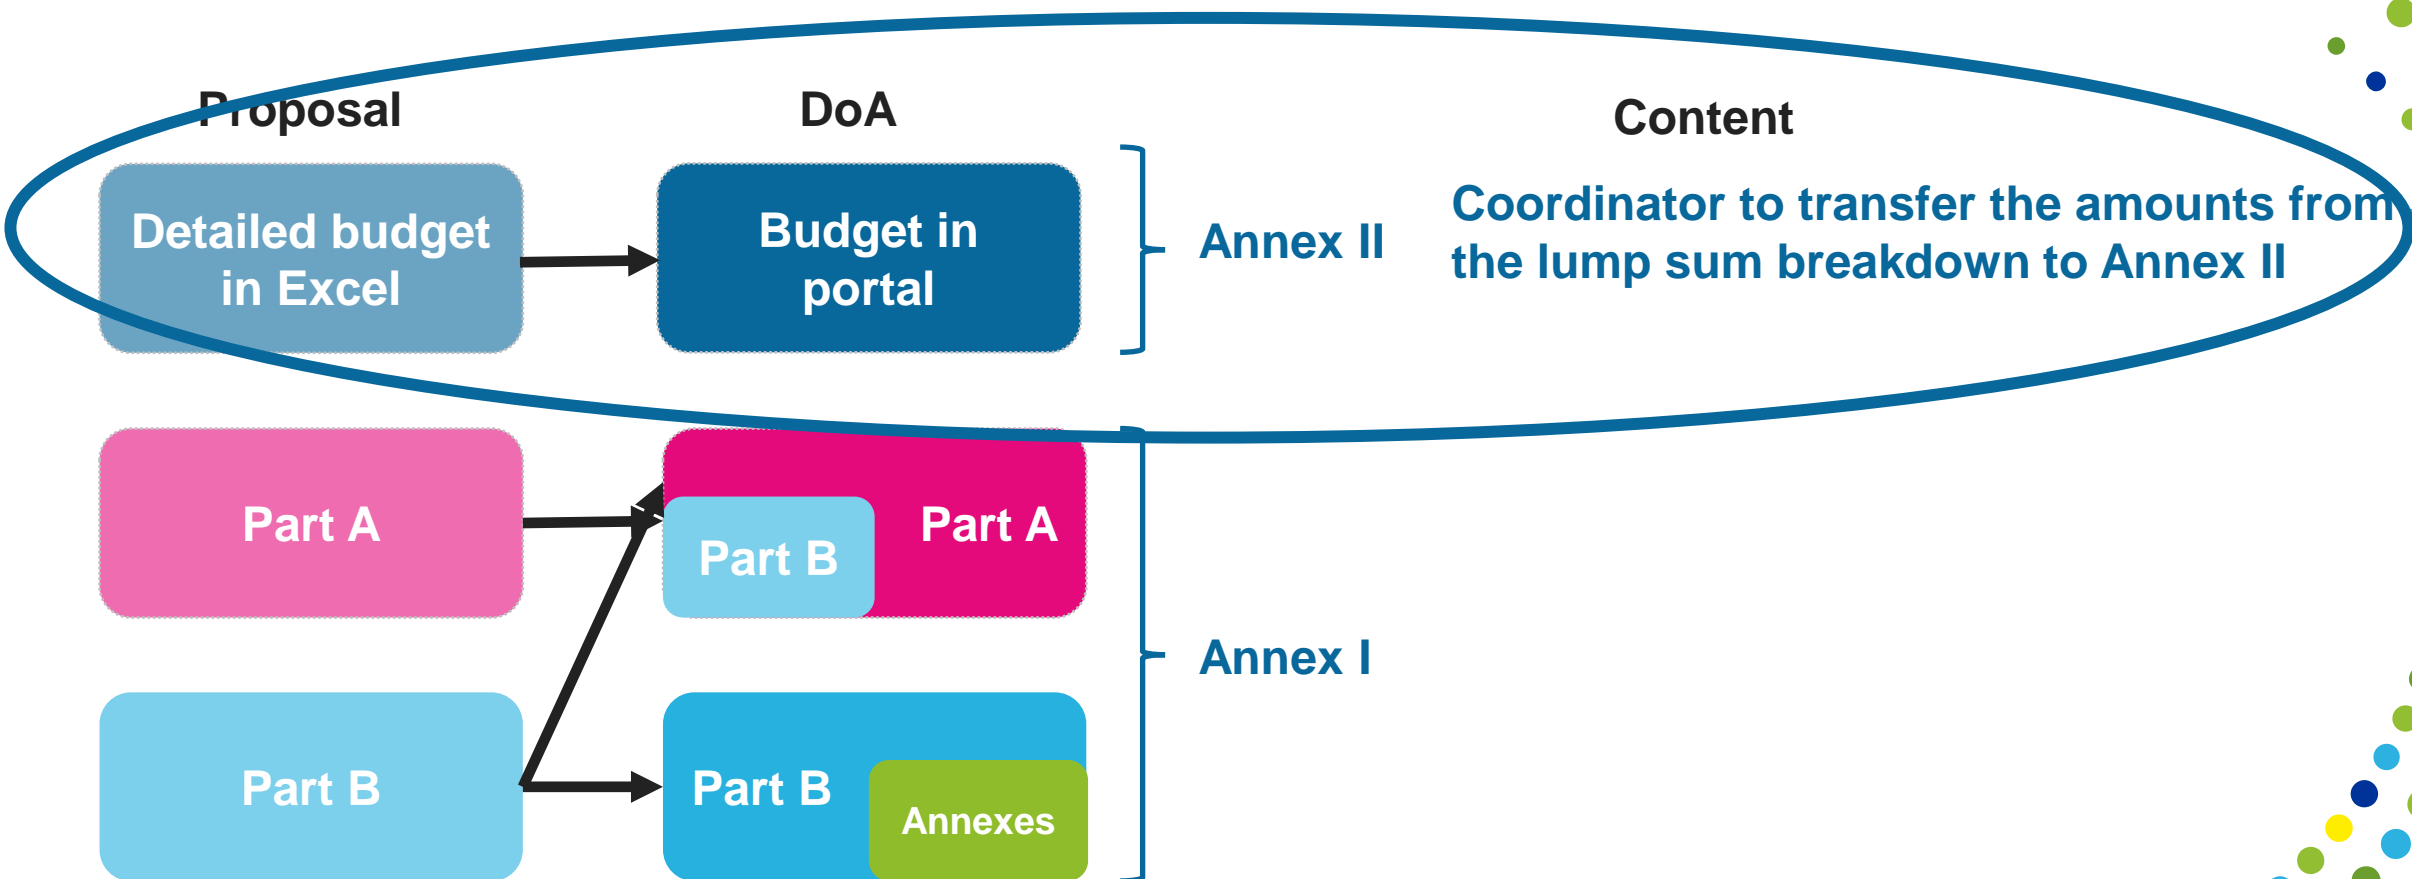 Proposal
DoA
Content
Detailed budget
in Excel
Budget in
portal
Annex II
Coordinator to transfer the amounts from
the lump sum breakdown to Annex II
Part A
Part B
Part A
Annex I
Part B
Part B
Annexes